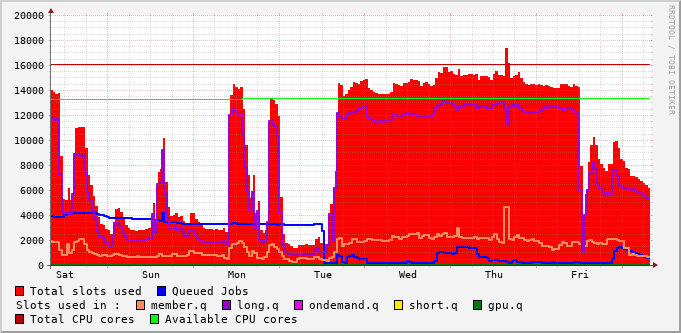 20000
18000
16000
14000
12000
10000
8000
6000
4000
2000
0
Sat Sun Mon Tue Wed Thu Fri
RRDTOOL / TOBI OETIKER
Total slots used Queued Jobs
Slots used in : member.q long.q ondemand.q short.q gpu.q
Total CPU cores Available CPU cores